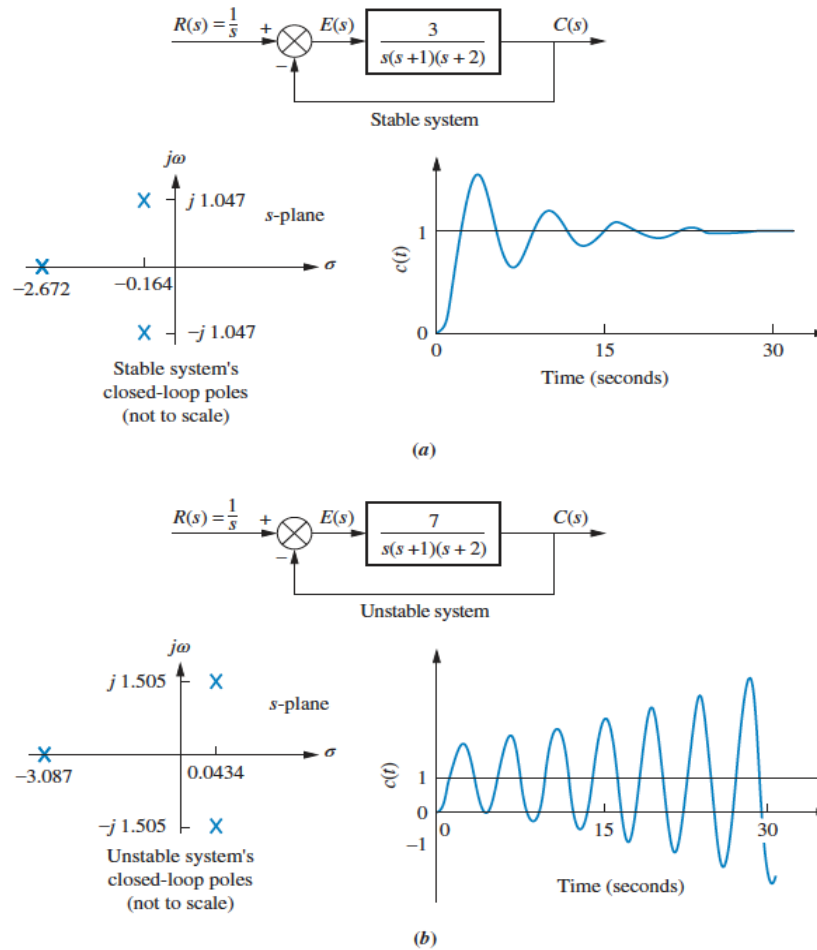 R(s) = 1/s + E(s) 3 C(s)
s(s+1)(s+2)
−
Stable system
jω
j 1.047
s-plane
σ
−2.672 −0.164
−j 1.047
Stable system's
closed-loop poles
(not to scale)
c(t)
1
0
0 15 30
Time (seconds)
(a)
R(s) = 1/s + E(s) 7 C(s)
s(s+1)(s+2)
−
Unstable system
jω
j 1.505
s-plane
σ
−3.087 0.0434
−j 1.505
Unstable system's
closed-loop poles
(not to scale)
c(t)
1
0
−1
0 15 30
Time (seconds)
(b)